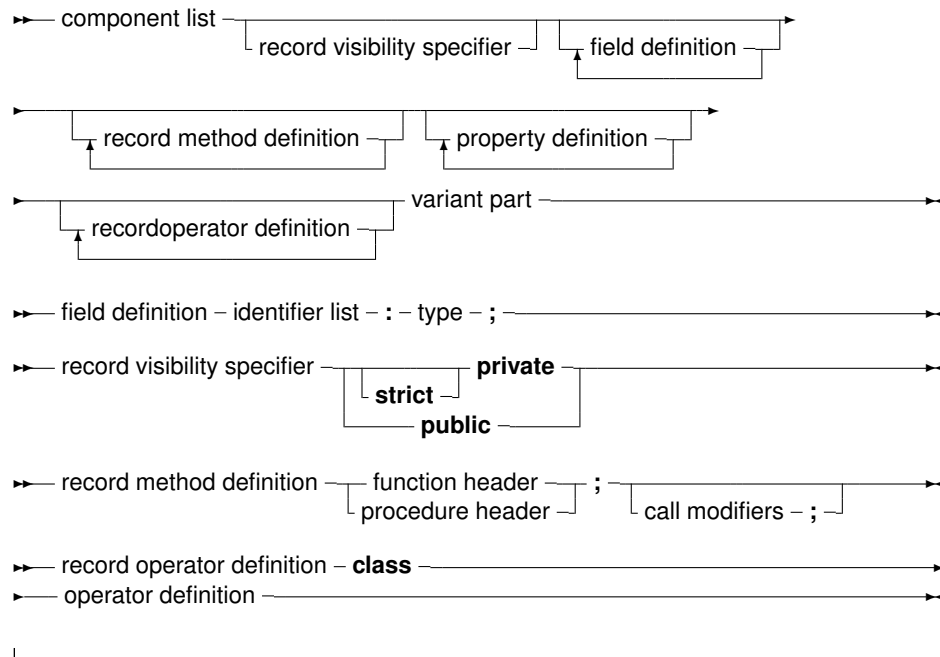 component list
record visibility specifier field definition
record method definition property definition
variant part
recordoperator definition
field definition identifier list : type ;
record visibility specifier private
strict
public
record method definition function header ;
procedure header call modifiers ;
record operator definition class
operator definition